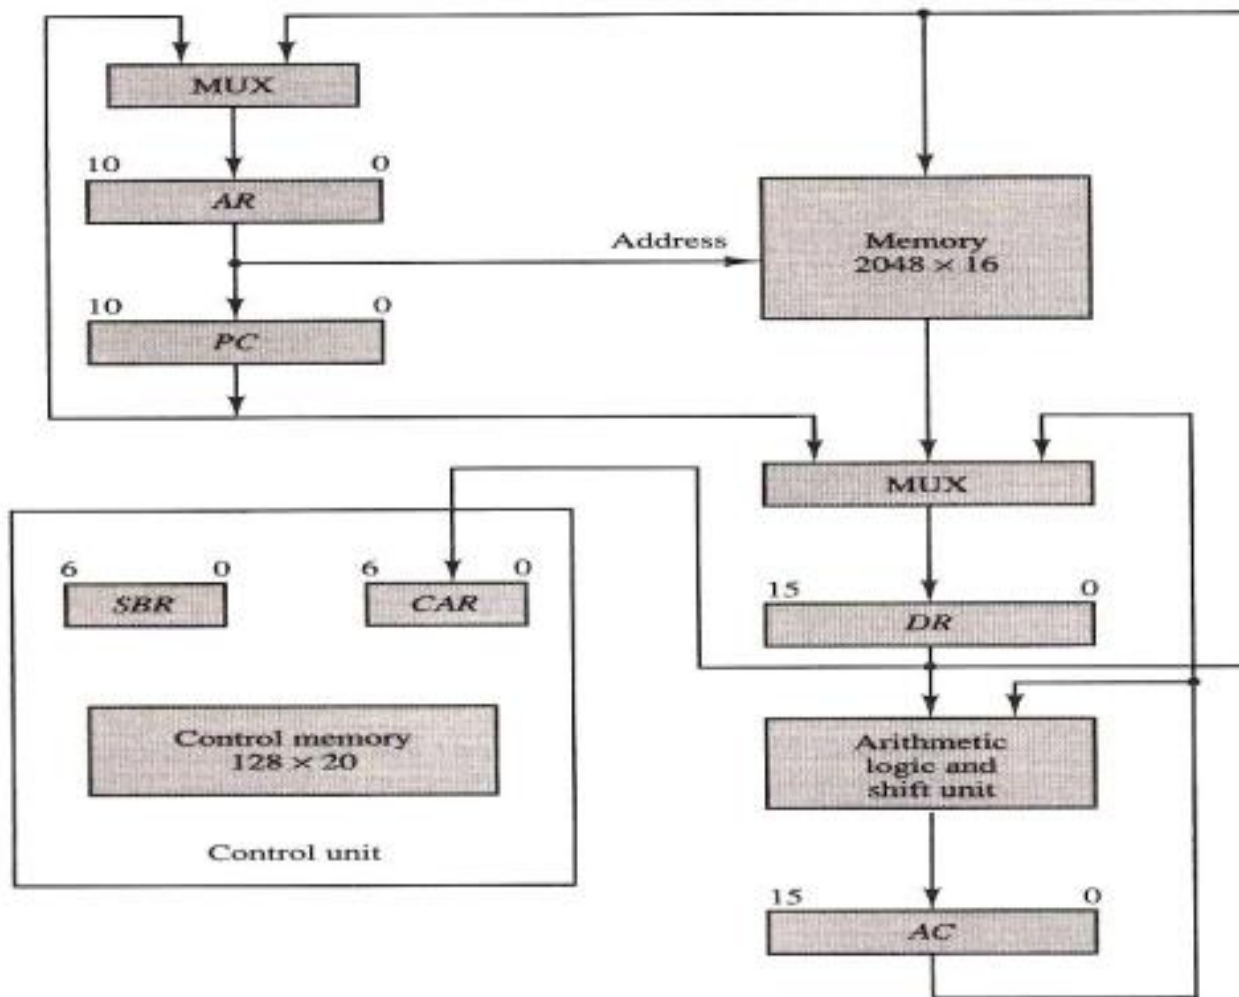 MUX
10 0
AR
Address
Memory
2048 × 16
10 0
PC
MUX
6 0
SBR
6 0
CAR
15 0
DR
Control memory
128 × 20
Arithmetic
logic and
shift unit
Control unit
15 0
AC